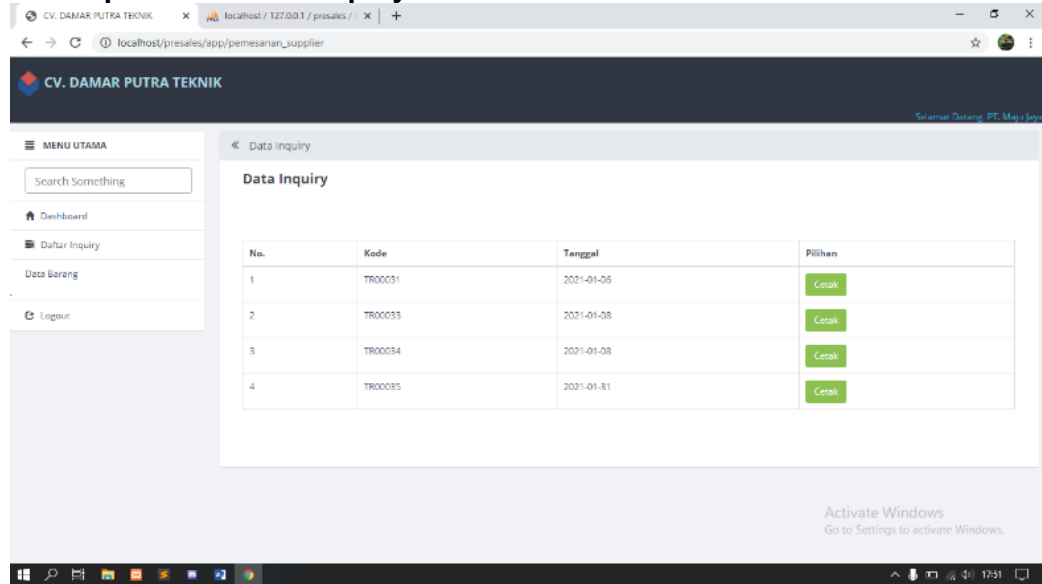 CV. DAMAR PUTRA TEKNIK
localhost / 127.0.0.1 / presales /
localhost/presales/app/pemesanan_supplier
CV. DAMAR PUTRA TEKNIK
Selamat Datang, PT. Maju Jaya
MENU UTAMA
« Data Inquiry
Search Something
Data Inquiry
Dashboard
Daftar Inquiry
Data Barang
Logout
No. Kode Tanggal Pilihan
1 TR00031 2021-01-06 Cetak
2 TR00033 2021-01-08 Cetak
3 TR00034 2021-01-08 Cetak
4 TR00035 2021-01-31 Cetak
Activate Windows
Go to Settings to activate Windows.
17:51